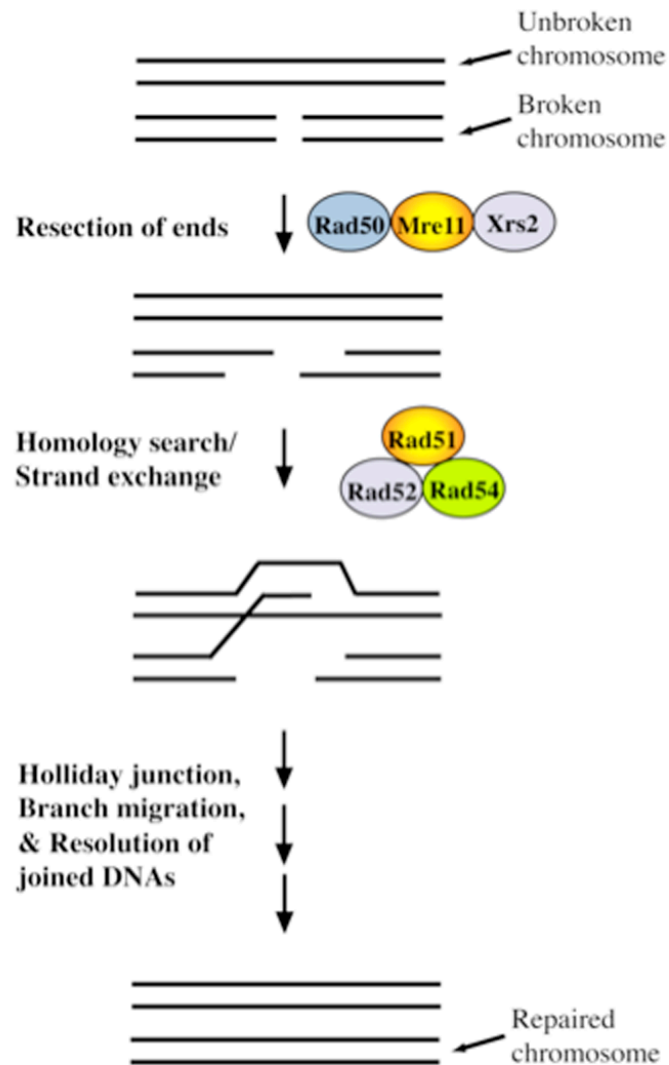 Unbroken
chromosome
Broken
chromosome
Resection of ends
Rad50 Mre11 Xrs2
Homology search/
Strand exchange
Rad51
Rad52 Rad54
Holliday junction,
Branch migration,
& Resolution of
joined DNAs
Repaired
chromosome